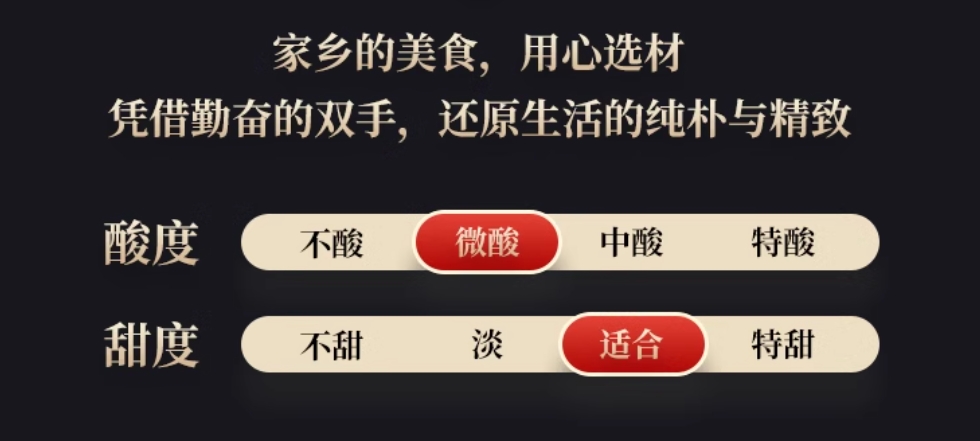 家乡的美食，用心选材
凭借勤奋的双手，还原生活的纯朴与精致
酸度 不酸 微酸 中酸 特酸
甜度 不甜 淡 适合 特甜